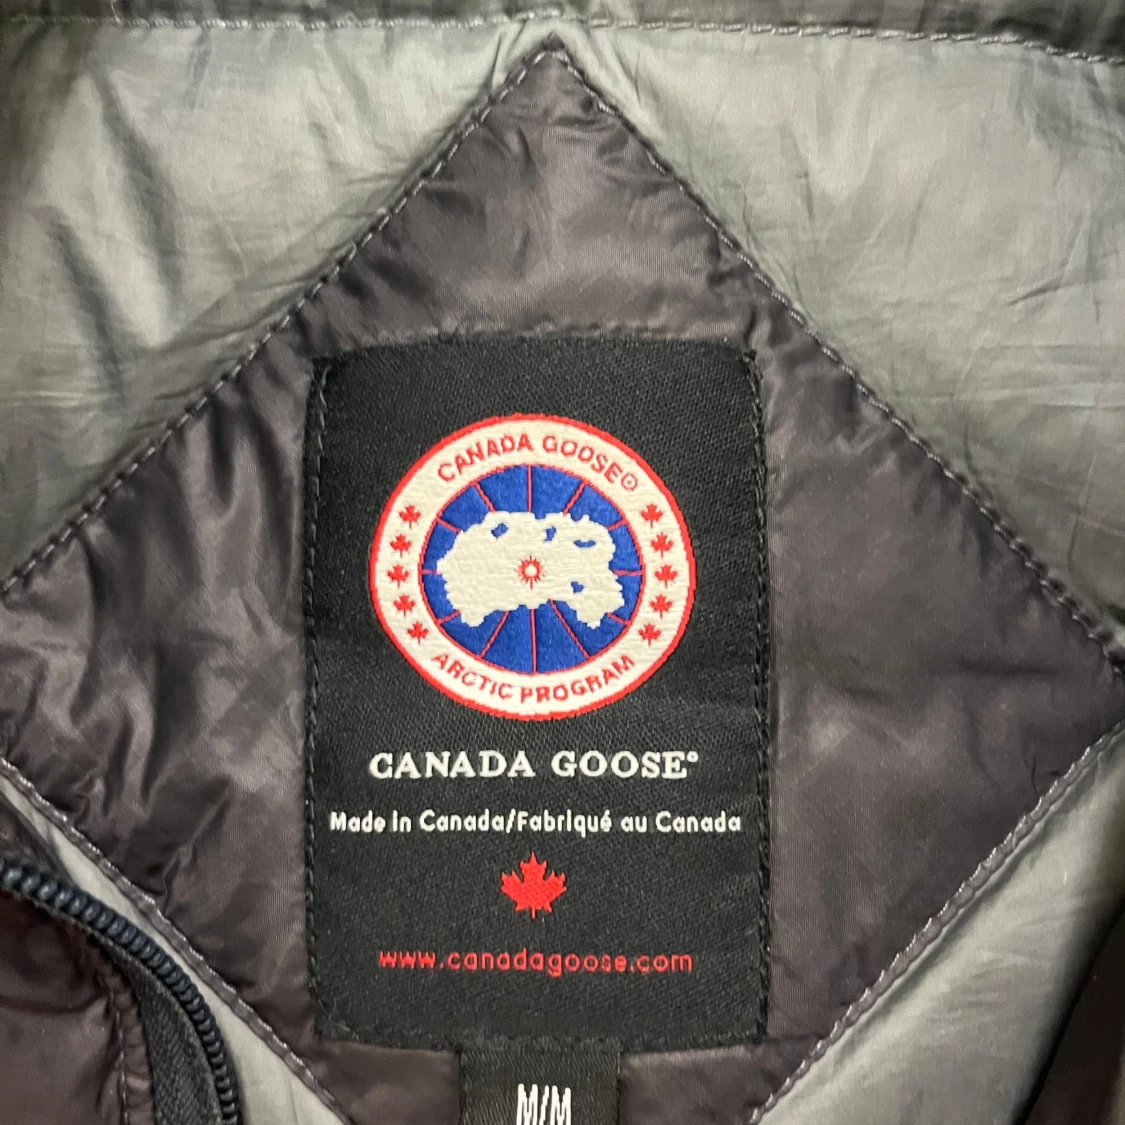 CANADA GOOSE®
ARCTIC PROGRAM
CANADA GOOSE®
Made in Canada/Fabriqué au Canada
www.canadagoose.com
M/M